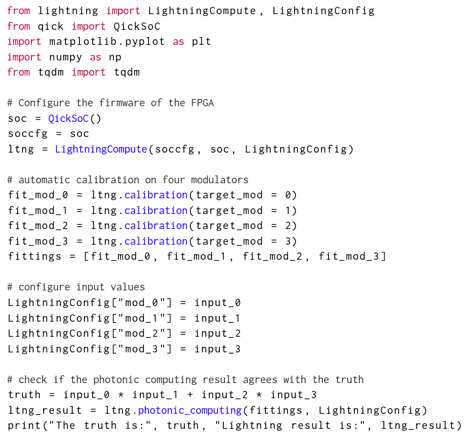 from lightning import LightningCompute, LightningConfig
from qick import QickSoC
import matplotlib.pyplot as plt
import numpy as np
from tqdm import tqdm
# Configure the firmware of the FPGA
soc = QickSoC()
soccfg = soc
ltng = LightningCompute(soccfg, soc, LightningConfig)
# automatic calibration on four modulators
fit_mod_0 = ltng.calibration(target_mod = 0)
fit_mod_1 = ltng.calibration(target_mod = 1)
fit_mod_2 = ltng.calibration(target_mod = 2)
fit_mod_3 = ltng.calibration(target_mod = 3)
fittings = [fit_mod_0, fit_mod_1, fit_mod_2, fit_mod_3]
# configure input values
LightningConfig["mod_0"] = input_0
LightningConfig["mod_1"] = input_1
LightningConfig["mod_2"] = input_2
LightningConfig["mod_3"] = input_3
# check if the photonic computing result agrees with the truth
truth = input_0 * input_1 + input_2 * input_3
ltng_result = ltng.photonic_computing(fittings, LightningConfig)
print("The truth is:", truth, "Lightning result is:", ltng_result)